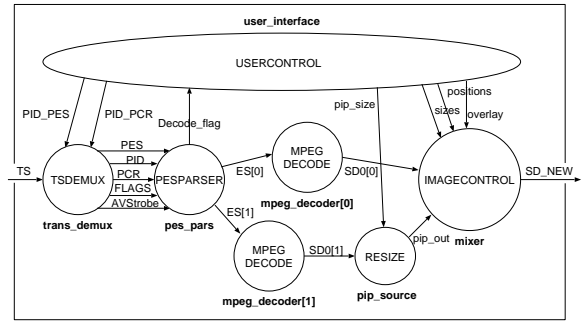 user_interface
USERCONTROL
positions
PID_PES
PID_PCR
Decode_flag
pip_size
sizes
overlay
TS
TSDEMUX
PES
PID
PCR
FLAGS
AVStrobe
PESPARSER
ES[0]
MPEG
DECODE
SD0[0]
IMAGECONTROL
SD_NEW
trans_demux
pes_pars
mpeg_decoder[0]
ES[1]
MPEG
DECODE
SD0[1]
RESIZE
pip_out
mixer
mpeg_decoder[1]
pip_source